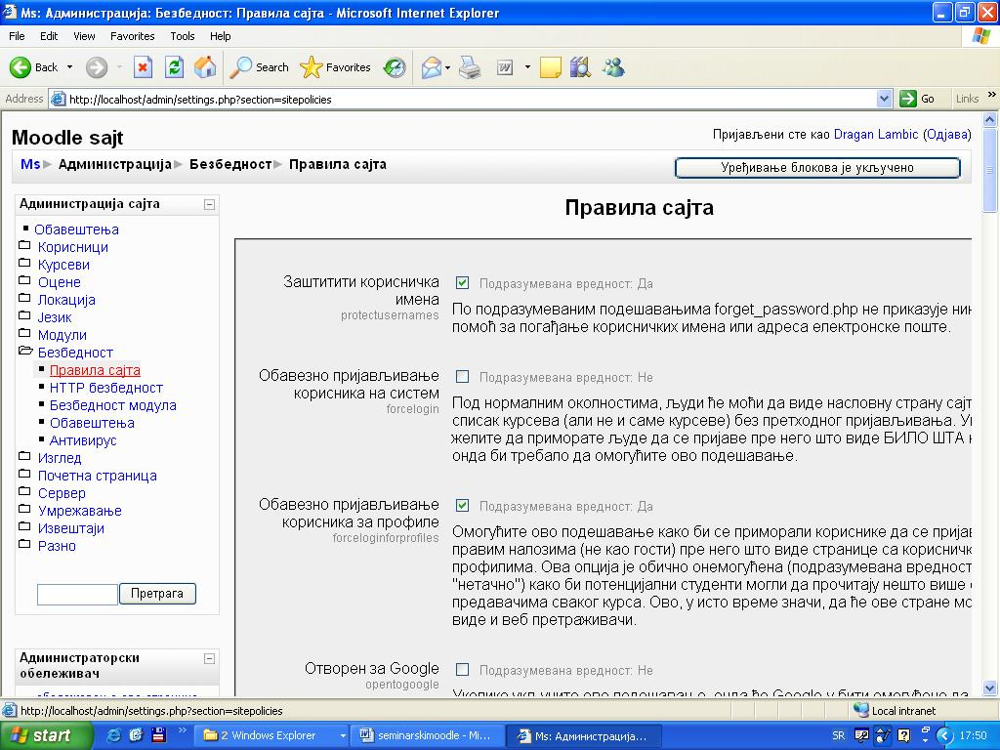 Ms: Администрација: Безбедност: Правила сајта - Microsoft Internet Explorer
File Edit View Favorites Tools Help
Back Search Favorites
Address http://localhost/admin/settings.php?section=sitepolicies Go Links »
Moodle sajt
Пријављени сте као Dragan Lambic (Одјава)
Ms► Администрација► Безбедност► Правила сајта
Уређивање блокова је укључено
Администрација сајта
Обавештења
Корисници
Курсеви
Оцене
Локација
Језик
Модули
Безбедност
Правила сајта
HTTP безбедност
Безбедност модула
Обавештења
Антивирус
Изглед
Почетна страница
Сервер
Умрежавање
Извештаји
Разно
Претрага
Администраторски
обележивач
Правила сајта
Заштитити корисничка
имена
protectusernames
Подразумевана вредност: Да
По подразумеваним подешавањима forget_password.php не приказује
помоћ за погађање корисничких имена или адреса електронске поште.
Обавезно пријављивање
корисника на систем
forcelogin
Подразумевана вредност: Не
Под нормалним околностима, људи ће моћи да виде насловну страну
списак курсева (али не и саме курсеве) без претходног пријављивања.
желите да приморате људе да се пријаве пре него што виде БИЛО ШТА
онда би требало да омогућите ово подешавање.
Обавезно пријављивање
корисника за профиле
forceloginforprofiles
Подразумевана вредност: Да
Омогућите ово подешавање како би се приморали кориснике да се
правим налозима (не као гости) пре него што виде странице са
профилима. Ова опција је обично онемогућена (подразумевана вредност
"нетачно") како би потенцијални студенти могли да прочитају нешто више
предавачима сваког курса. Ово, у исто време значи, да ће ове стране
виде и веб претраживачи.
Отворен за Google
opentogoogle
Подразумевана вредност: Не
http://localhost/admin/settings.php?section=sitepolicies
Local intranet
start
2 Windows Explorer
seminarskimoodle - Mi...
Ms: Администрација...
SR
17:50